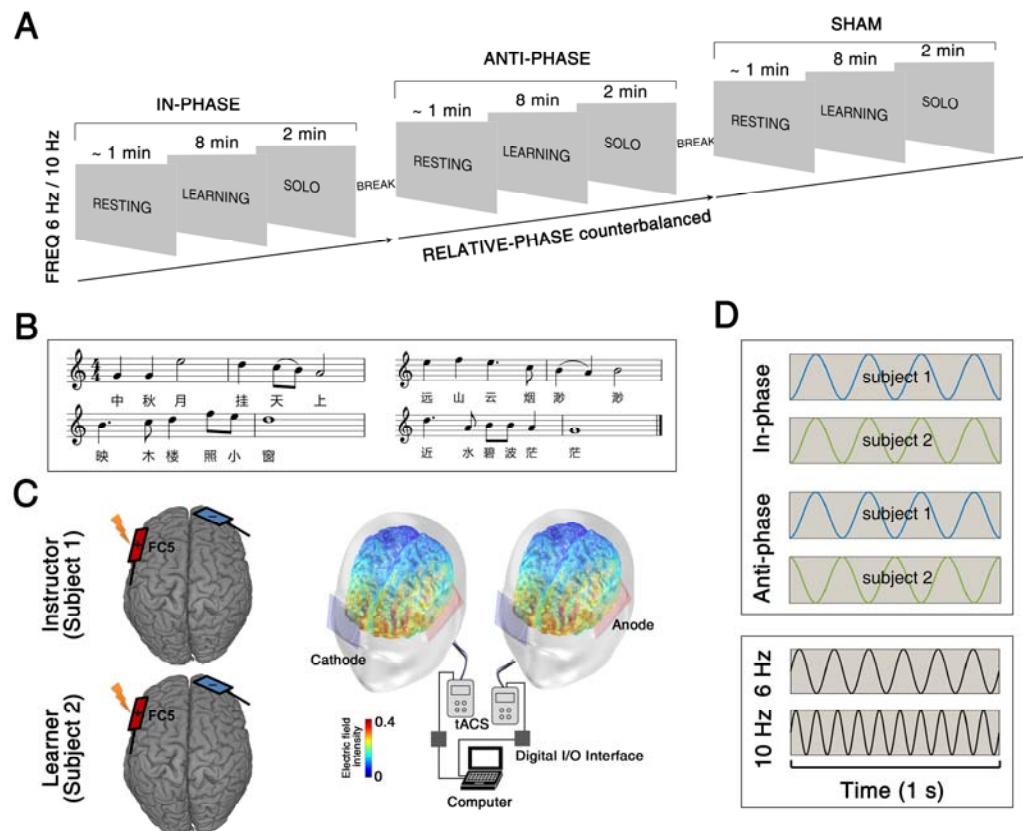 A
IN-PHASE
~ 1 min
8 min
2 min
RESTING
LEARNING
SOLO
BREAK
ANTI-PHASE
~ 1 min
8 min
2 min
RESTING
LEARNING
SOLO
BREAK
SHAM
~ 1 min
8 min
2 min
RESTING
LEARNING
SOLO
FREQ 6 Hz / 10 Hz
RELATIVE-PHASE counterbalanced
B
4
4
中 秋 月 挂 天 上
远 山 云 烟 渺 渺
映 木 楼 照 小 窗
近 水 碧 波 茫 茫
C
Instructor
(Subject 1)
FC5
Learner
(Subject 2)
FC5
Cathode
Anode
tACS
Electric field
intensity
0.4
0
Digital I/O Interface
Computer
D
In-phase
subject 1
subject 2
Anti-phase
subject 1
subject 2
6 Hz
10 Hz
Time (1 s)